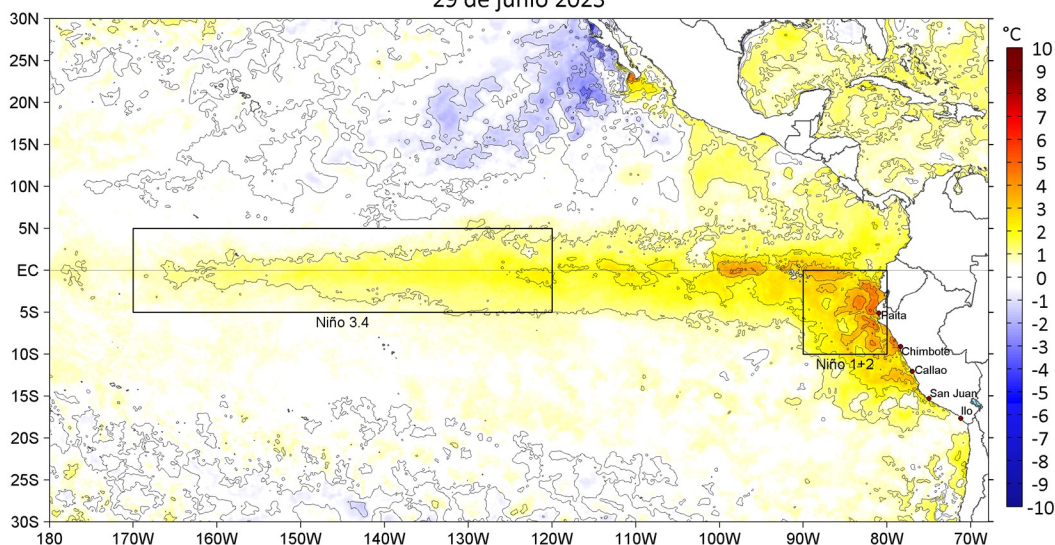 29 de junio 2023
30N
25N
20N
15N
10N
5N
EC
5S
10S
15S
20S
25S
30S
180
170W
160W
150W
140W
130W
120W
110W
100W
90W
80W
70W
Niño 3.4
Niño 1+2
Paita
Chimbote
Callao
San Juan
Ilo
°C
10
9
8
7
6
5
4
3
2
1
0
-1
-2
-3
-4
-5
-6
-7
-8
-9
-10